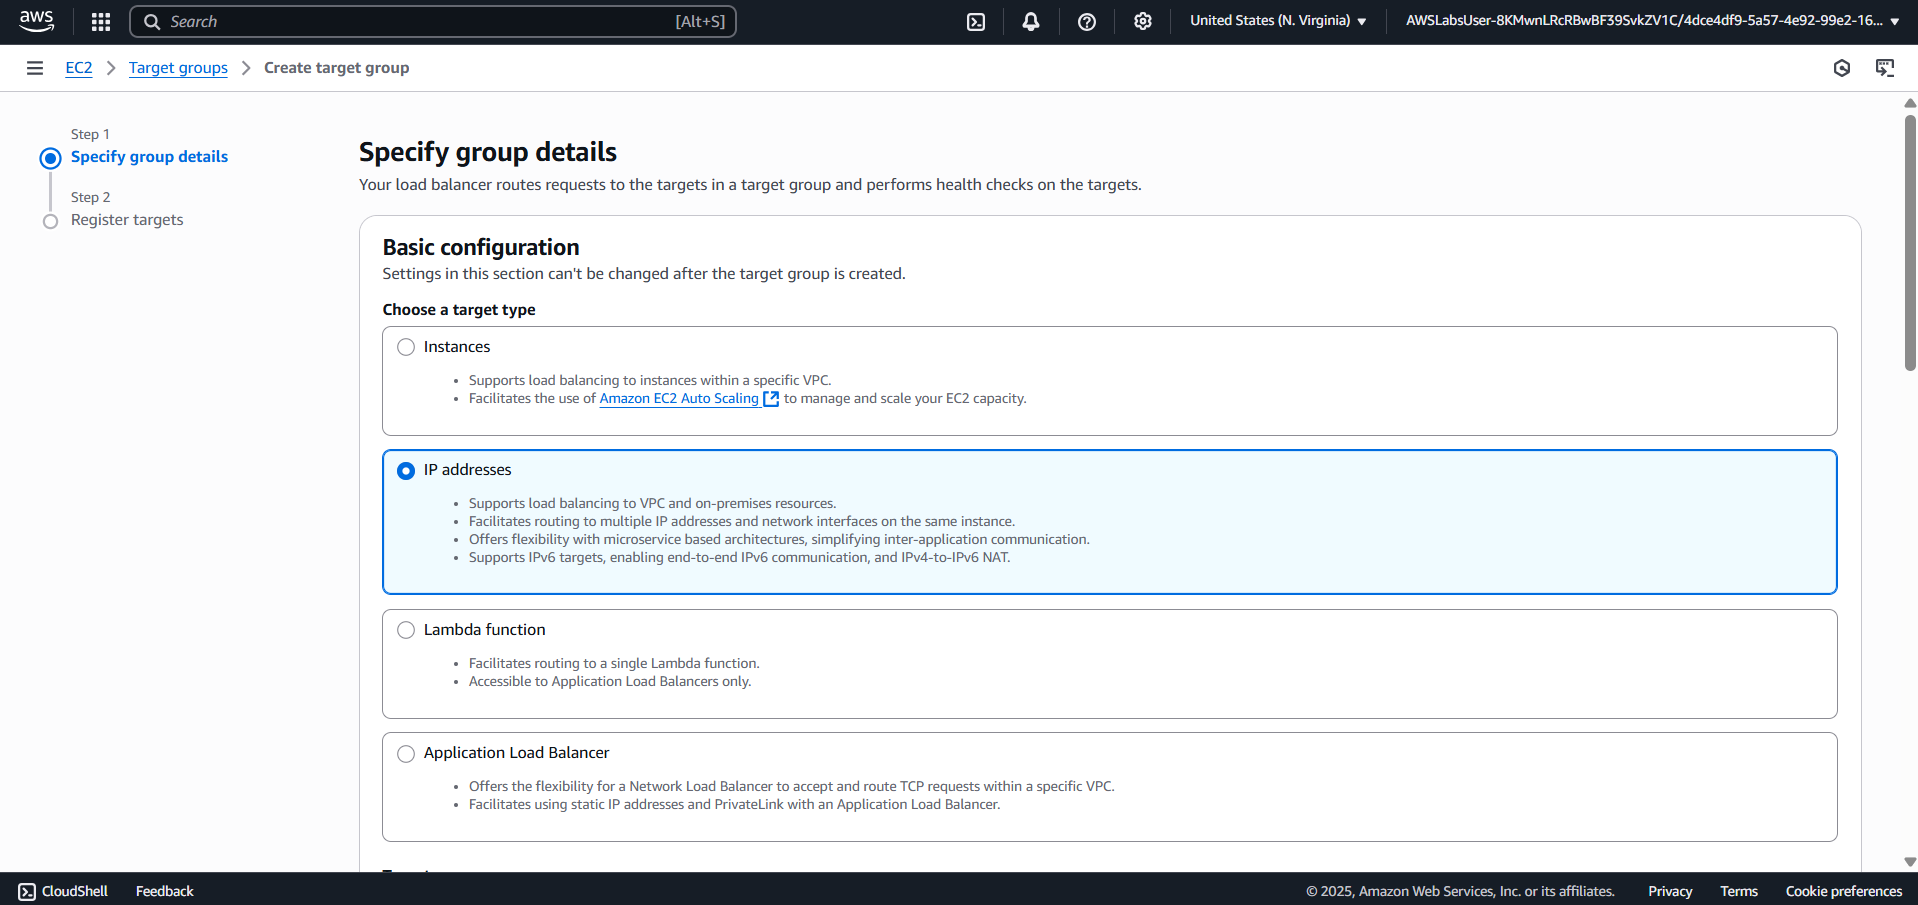 aws
Search [Alt+S]
United States (N. Virginia)
AWSLabsUser-8KMwnLRcRBwBF39SvkZV1C/4dce4df9-5a57-4e92-99e2-16...
EC2 > Target groups > Create target group
Step 1
Specify group details
Step 2
Register targets
Specify group details
Your load balancer routes requests to the targets in a target group and performs health checks on the targets.
Basic configuration
Settings in this section can't be changed after the target group is created.
Choose a target type
Instances
• Supports load balancing to instances within a specific VPC.
• Facilitates the use of Amazon EC2 Auto Scaling to manage and scale your EC2 capacity.
IP addresses
• Supports load balancing to VPC and on-premises resources.
• Facilitates routing to multiple IP addresses and network interfaces on the same instance.
• Offers flexibility with microservice based architectures, simplifying inter-application communication.
• Supports IPv6 targets, enabling end-to-end IPv6 communication, and IPv4-to-IPv6 NAT.
Lambda function
• Facilitates routing to a single Lambda function.
• Accessible to Application Load Balancers only.
Application Load Balancer
• Offers the flexibility for a Network Load Balancer to accept and route TCP requests within a specific VPC.
• Facilitates using static IP addresses and PrivateLink with an Application Load Balancer.
CloudShell
Feedback
© 2025, Amazon Web Services, Inc. or its affiliates.
Privacy
Terms
Cookie preferences